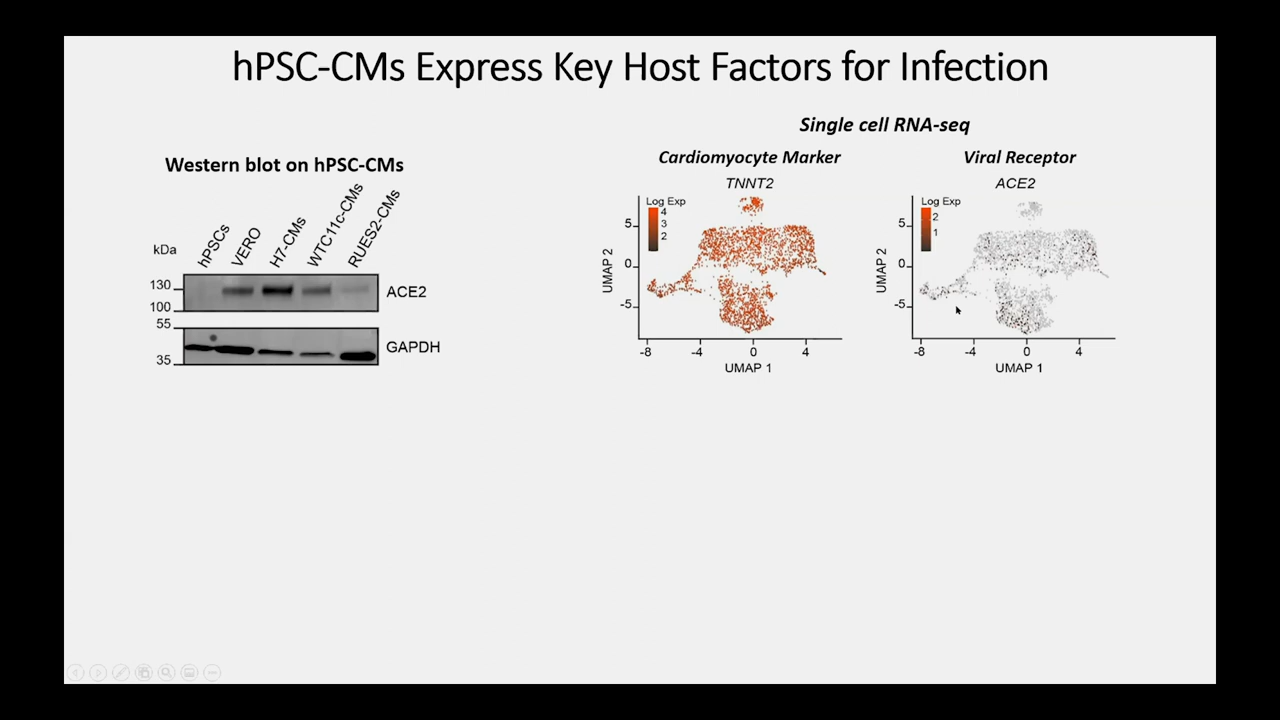 hPSC-CMs Express Key Host Factors for Infection
Western blot on hPSC-CMs
kDa
hPSCs
VERO
H7-CMs
WTC11c-CMs
RUES2-CMs
130
100
ACE2
55
35
GAPDH
Single cell RNA-seq
Cardiomyocyte Marker
TNNT2
Log Exp
4
3
2
5
0
-5
UMAP 2
-8 -4 0 4
UMAP 1
Viral Receptor
ACE2
Log Exp
2
1
5
0
-5
UMAP 2
-8 -4 0 4
UMAP 1